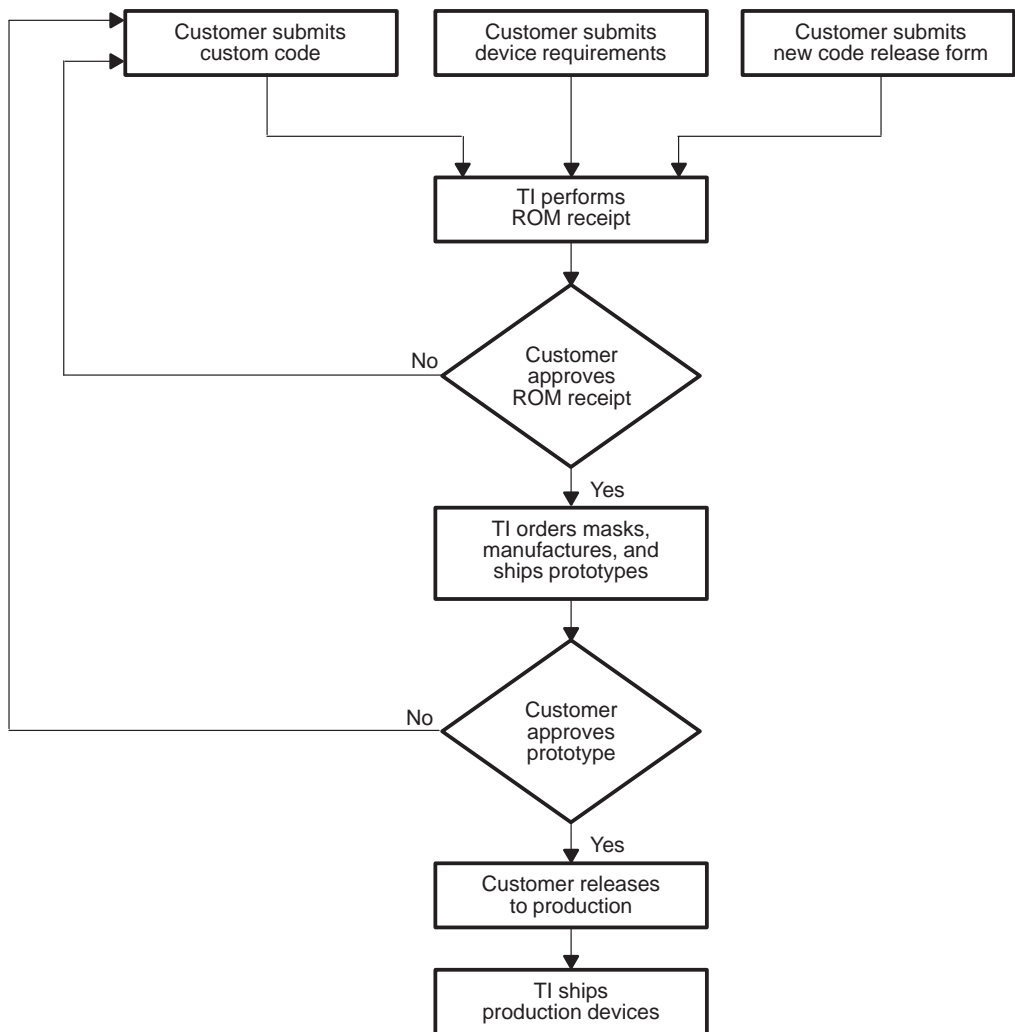 Customer submits
custom code
Customer submits
device requirements
Customer submits
new code release form
TI performs
ROM receipt
No
Customer
approves
ROM receipt
Yes
TI orders masks,
manufactures, and
ships prototypes
No
Customer
approves
prototype
Yes
Customer releases
to production
TI ships
production devices